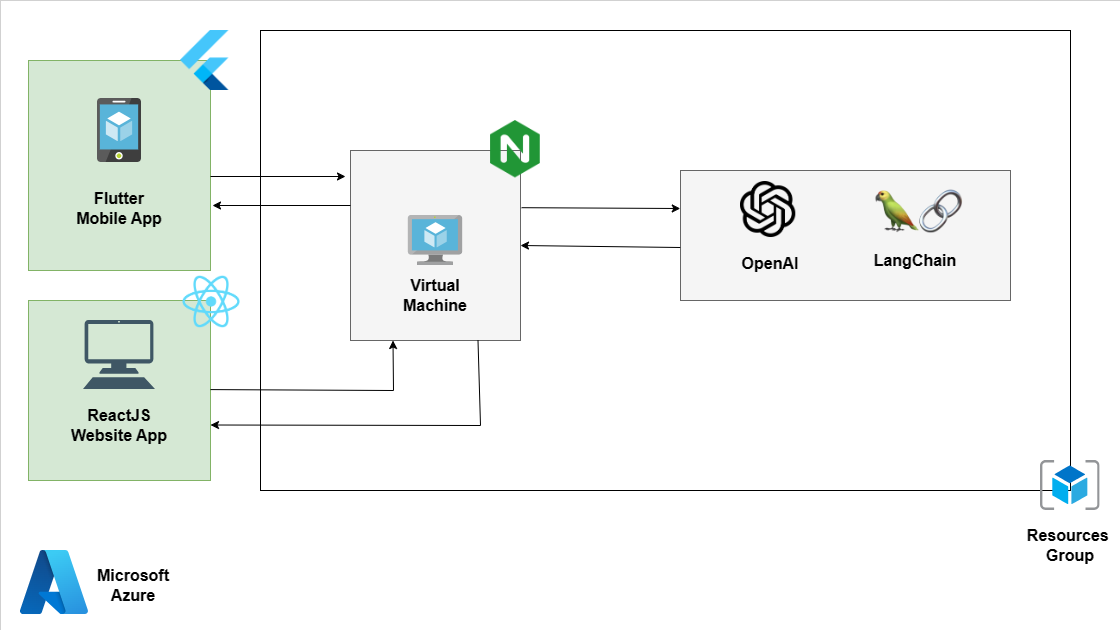 Flutter
Mobile App
ReactJS
Website App
Virtual
Machine
OpenAI
LangChain
Resources
Group
Microsoft
Azure